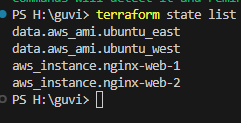 PS H:\guvi> terraform state list
data.aws_ami.ubuntu_east
data.aws_ami.ubuntu_west
aws_instance.nginx-web-1
aws_instance.nginx-web-2
PS H:\guvi>